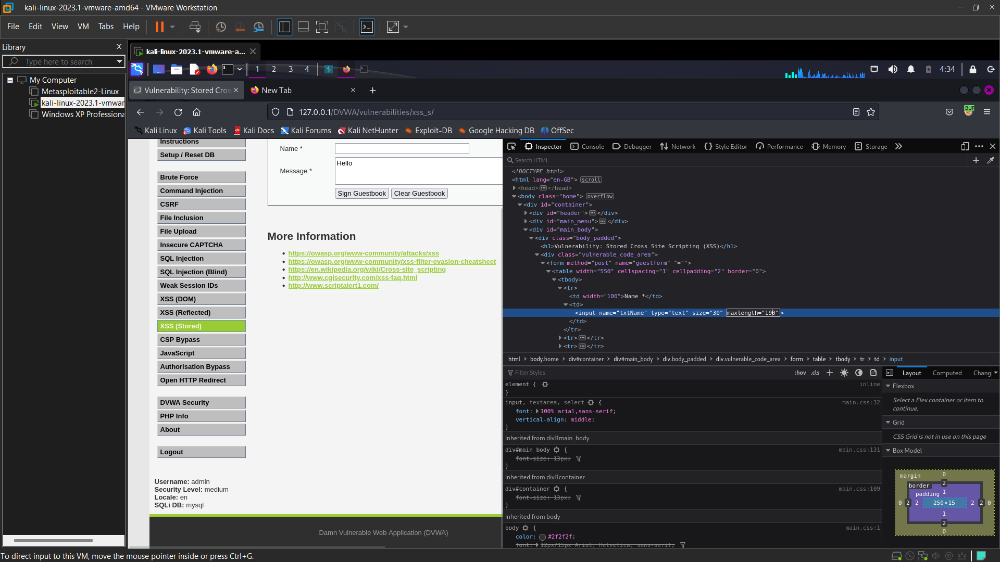 kali-linux-2023.1-vmware-amd64 - VMware Workstation
File Edit View VM Tabs Help
Library
Type here to search
My Computer
Metasploitable2-Linux
kali-linux-2023.1-vmwar
Windows XP Professiona
kali-linux-2023.1-vmware-a...
1 2 3 4
4:34
Vulnerability: Stored Cros
New Tab
127.0.0.1/DVWA/vulnerabilities/xss_s/
BUR
Kali Linux Kali Tools Kali Docs Kali Forums Kali NetHunter Exploit-DB Google Hacking DB OffSec
Instructions
Setup / Reset DB
Brute Force
Command Injection
CSRF
File Inclusion
File Upload
Insecure CAPTCHA
SQL Injection
SQL Injection (Blind)
Weak Session IDs
XSS (DOM)
XSS (Reflected)
XSS (Stored)
CSP Bypass
JavaScript
Authorisation Bypass
Open HTTP Redirect
DVWA Security
PHP Info
About
Logout
Username: admin
Security Level: medium
Locale: en
SQLi DB: mysql
Name *
Message *
Hello
Sign Guestbook Clear Guestbook
More Information
https://owasp.org/www-community/attacks/xss
https://owasp.org/www-community/xss-filter-evasion-cheatsheet
https://en.wikipedia.org/wiki/Cross-site_scripting
http://www.cgisecurity.com/xss-faq.html
http://www.scriptalert1.com/
Damn Vulnerable Web Application (DVWA)
Inspector Console Debugger Network Style Editor Performance Memory Storage
Search HTML
<!DOCTYPE html>
<html lang="en-GB"> scroll
<head></head>
<body class="home"> overflow
<div id="container">
<div id="header"></div>
<div id="main_menu"></div>
<div id="main_body">
<div class="body_padded">
<h1>Vulnerability: Stored Cross Site Scripting (XSS)</h1>
<div class="vulnerable_code_area">
<form method="post" name="guestform" "="">
<table width="550" cellspacing="1" cellpadding="2" border="0">
<tbody>
<tr>
<td width="100">Name *</td>
<td>
<input name="txtName" type="text" size="30" maxlength="190">
</td>
</tr>
<tr></tr>
<tr></tr>
html > body.home > div#container > div#main_body > div.body_padded > div.vulnerable_code_area > form > table > tbody > tr > td > input
Filter Styles
:hov .cls
element {
inline
}
input, textarea, select {
main.css:32
font: 100% arial,sans-serif;
vertical-align: middle;
}
Inherited from div#main_body
div#main_body {
main.css:131
font-size: 13px;
}
Inherited from div#container
div#container {
main.css:109
font-size: 13px;
}
Inherited from body
body {
main.css:1
color: #2f2f2f;
font: 12px/15px Arial, Helvetica, sans-serif;
Layout Computed Chang
Flexbox
Select a Flex container or item to
continue.
Grid
CSS Grid is not in use on this page
Box Model
margin 0
border 2
padding 1
0 2 2 250×15 2 2 0
1
2
0
To direct input to this VM, move the mouse pointer inside or press Ctrl+G.